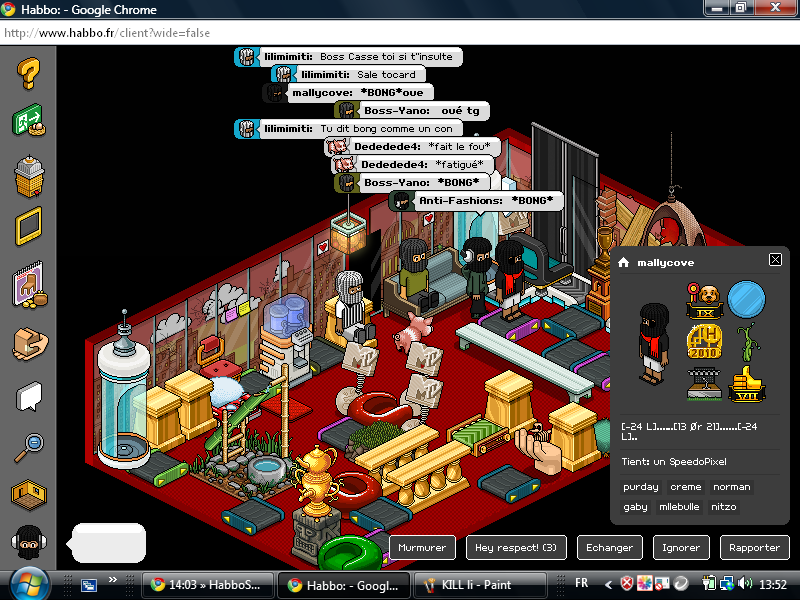 Habbo: - Google Chrome
http://www.habbo.fr/client?wide=false
lilimimiti: Boss Casse toi si t"insulte
lilimimiti: Sale tocard
mallycove: *BONG*oue
Boss-Yano: oué tg
lilimimiti: Tu dit bong comme un con
Dededede4: *fait le fou*
Dededede4: *fatigué*
Boss-Yano: *BONG*
Anti-Fashions: *BONG*
mallycove
IX
2010
VIII
[-24 L]......[13 Ør 21]......[-24
L]..
Tient: un SpeedoPixel
purday creme norman
gaby mllebulle nitzo
Murmurer Hey respect! (3) Echanger Ignorer Rapporter
14:03 » HabboS... Habbo: - Googl... KILL li - Paint FR 13:52